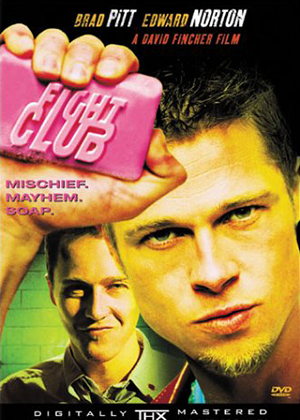 BRAD PITT EDWARD NORTON
A DAVID FINCHER FILM
FIGHT
CLUB
MISCHIEF.
MAYHEM.
SOAP.
DVD
DIGITALLY THX MASTERED